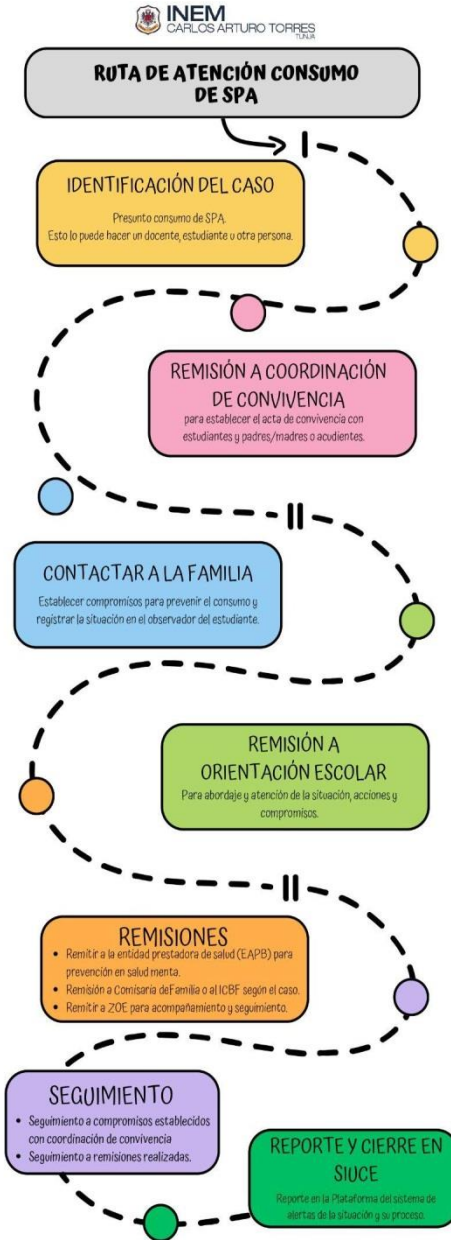 INEM
CARLOS ARTURO TORRES
TUNJA
RUTA DE ATENCIÓN CONSUMO
DE SPA
I
IDENTIFICACIÓN DEL CASO
Presunto consumo de SPA.
Esto lo puede hacer un docente, estudiante u otra persona.
REMISIÓN A COORDINACIÓN
DE CONVIVENCIA
para establecer el acta de convivencia con
estudiantes y padres/madres o acudientes.
II
CONTACTAR A LA FAMILIA
Establecer compromisos para prevenir el consumo y
registrar la situación en el observador del estudiante.
REMISIÓN A
ORIENTACIÓN ESCOLAR
Para abordaje y atención de la situación, acciones y
compromisos.
II
REMISIONES
• Remitir a la entidad prestadora de salud (EAPB) para
prevención en salud menta.
• Remisión a Comisaria deFamilia o al ICBF según el caso.
• Remitir a ZOE para acompañamiento y seguimiento.
SEGUIMIENTO
• Seguimiento a compromisos establecidos
con coordinación de convivencia
• Seguimiento a remisiones realizadas.
REPORTE Y CIERRE EN
SIUCE
Reporte en la Plataforma del sistema de
alertas de la situación y su proceso.